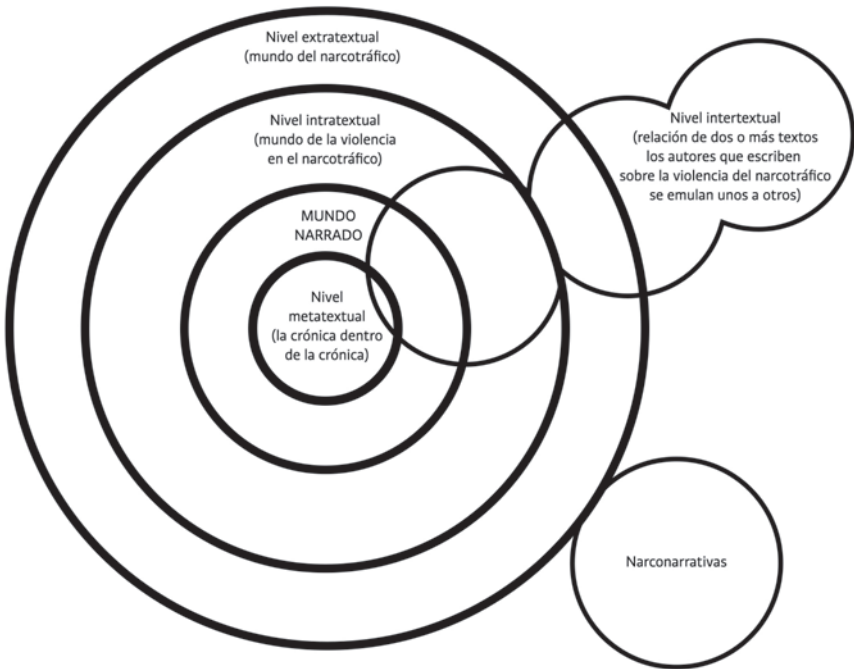 Nivel extratextual
(mundo del narcotráfico)
Nivel intratextual
(mundo de la violencia
en el narcotráfico)
MUNDO
NARRADO
Nivel
metatextual
(la crónica dentro
de la crónica)
Nivel intertextual
(relación de dos o más textos
los autores que escriben
sobre la violencia del narcotráfico
se emulan unos a otros)
Narconarrativas